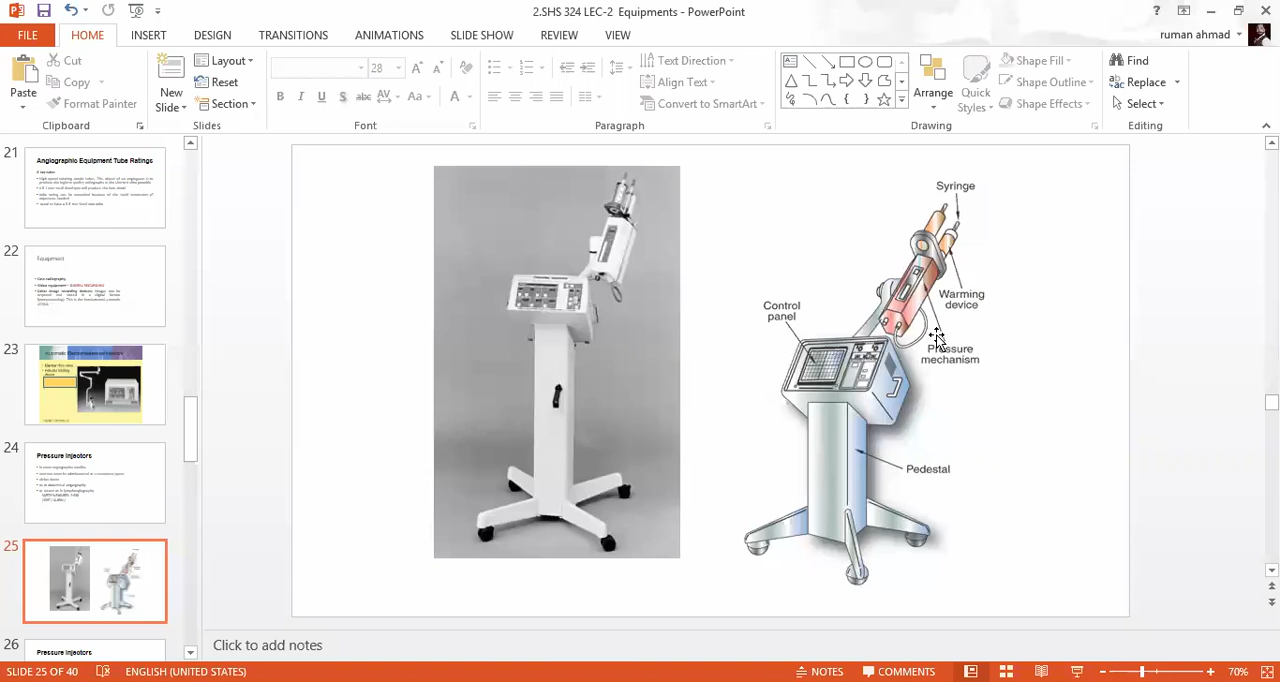 2.SHS 324 LEC-2 Equipments - PowerPoint
FILE HOME INSERT DESIGN TRANSITIONS ANIMATIONS SLIDE SHOW REVIEW VIEW ruman ahmad
Paste
Cut
Copy
Format Painter
Clipboard
New
Slide
Layout
Reset
Section
Slides
28
B I U S abc AV Aa A
Font
Text Direction
Align Text
Convert to SmartArt
Paragraph
Arrange
Quick
Styles
Shape Fill
Shape Outline
Shape Effects
Drawing
Find
Replace
Select
Editing
21
Angiographic Equipment Tube Ratings
22
Equipment
23
24
Pressure Injectors
25
26
Pressure Injectors
Syringe
Warming
device
Control
panel
Pressure
mechanism
Pedestal
Click to add notes
SLIDE 25 OF 40 ENGLISH (UNITED STATES) NOTES COMMENTS 70%